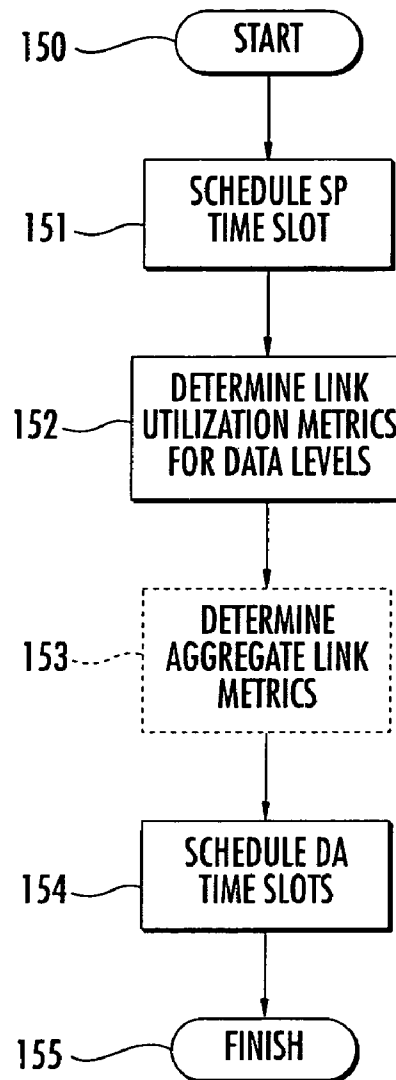 150
START
151
SCHEDULE SP
TIME SLOT
152
DETERMINE LINK
UTILIZATION METRICS
FOR DATA LEVELS
153
DETERMINE
AGGREGATE LINK
METRICS
154
SCHEDULE DA
TIME SLOTS
155
FINISH